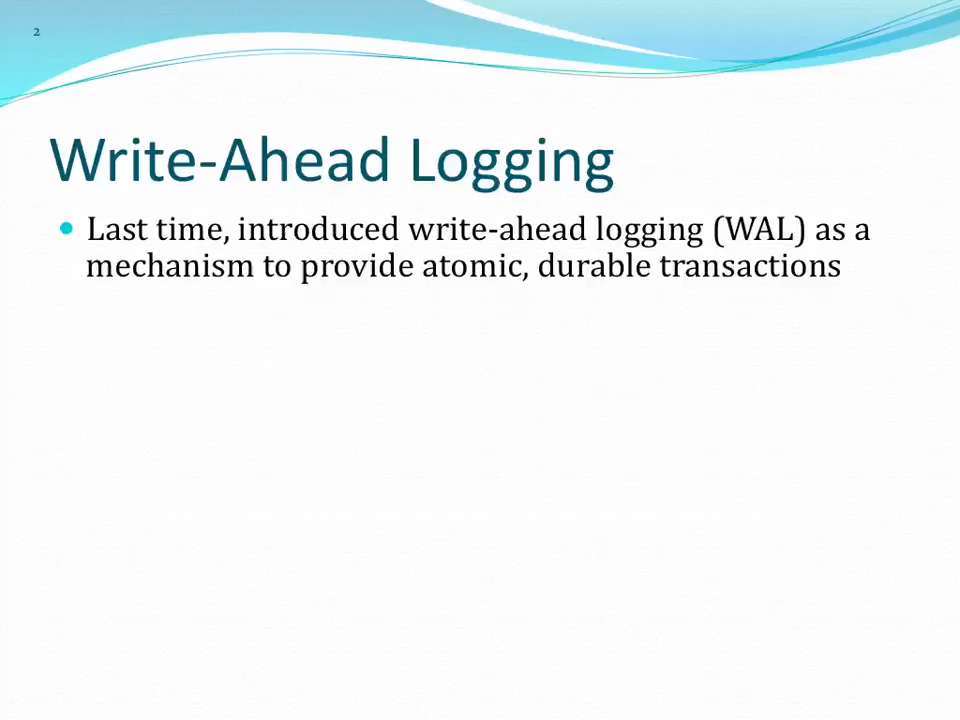 2
Write-Ahead Logging
Last time, introduced write-ahead logging (WAL) as a
mechanism to provide atomic, durable transactions